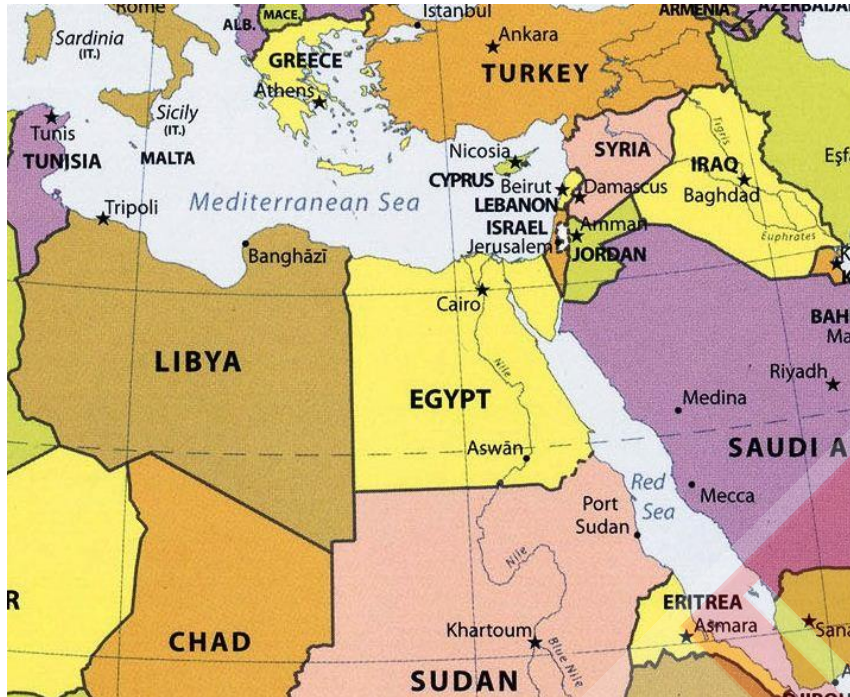 Rome
Sardinia
(IT.)
ALB.
MACE.
GREECE
Athens
Istanbul
Ankara
TURKEY
ARMENIA
Sicily
(IT.)
Tunis
TUNISIA
MALTA
Nicosia
CYPRUS
SYRIA
Tigris
IRAQ
Baghdad
Beirut
LEBANON
Damascus
Tripoli
Mediterranean Sea
ISRAEL
Jerusalem
Amman
JORDAN
Euphrates
Banghāzī
Cairo
LIBYA
Nile
EGYPT
Riyadh
Medina
Aswān
SAUDI A
Red
Sea
Mecca
Port
Sudan
Nile
ERITREA
Asmara
Khartoum
Blue Nile
CHAD
SUDAN